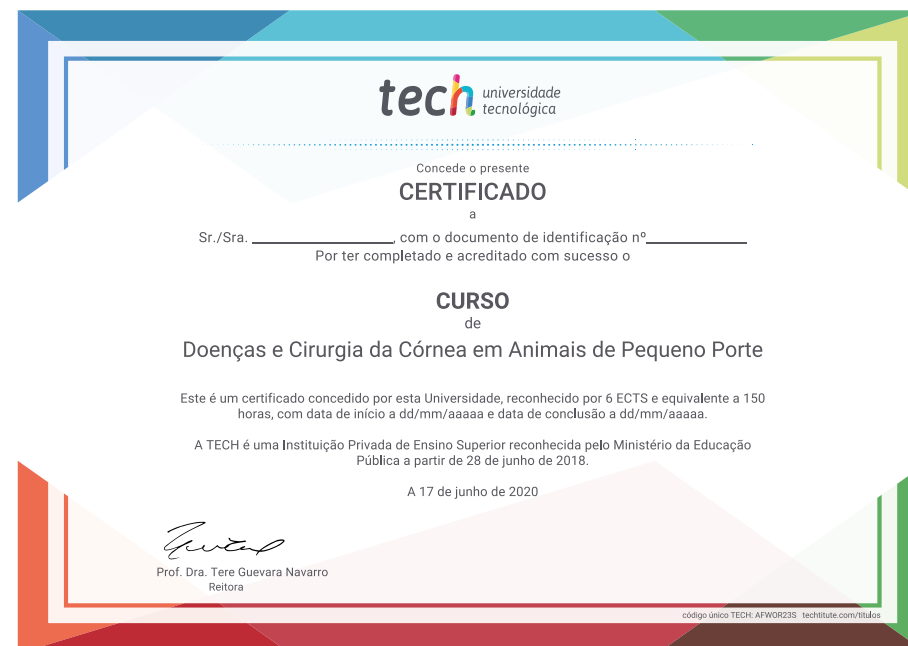 tech universidade
tecnológica
Concede o presente
CERTIFICADO
a
Sr./Sra. ____________________, com o documento de identificação nº______________
Por ter completado e acreditado com sucesso o
CURSO
de
Doenças e Cirurgia da Córnea em Animais de Pequeno Porte
Este é um certificado concedido por esta Universidade, reconhecido por 6 ECTS e equivalente a 150
horas, com data de início a dd/mm/aaaaa e data de conclusão a dd/mm/aaaaa.
A TECH é uma Instituição Privada de Ensino Superior reconhecida pelo Ministério da Educação
Pública a partir de 28 de junho de 2018.
A 17 de junho de 2020
Prof. Dra. Tere Guevara Navarro
Reitora
código único TECH: AFWOR23S techtitute.com/titulos